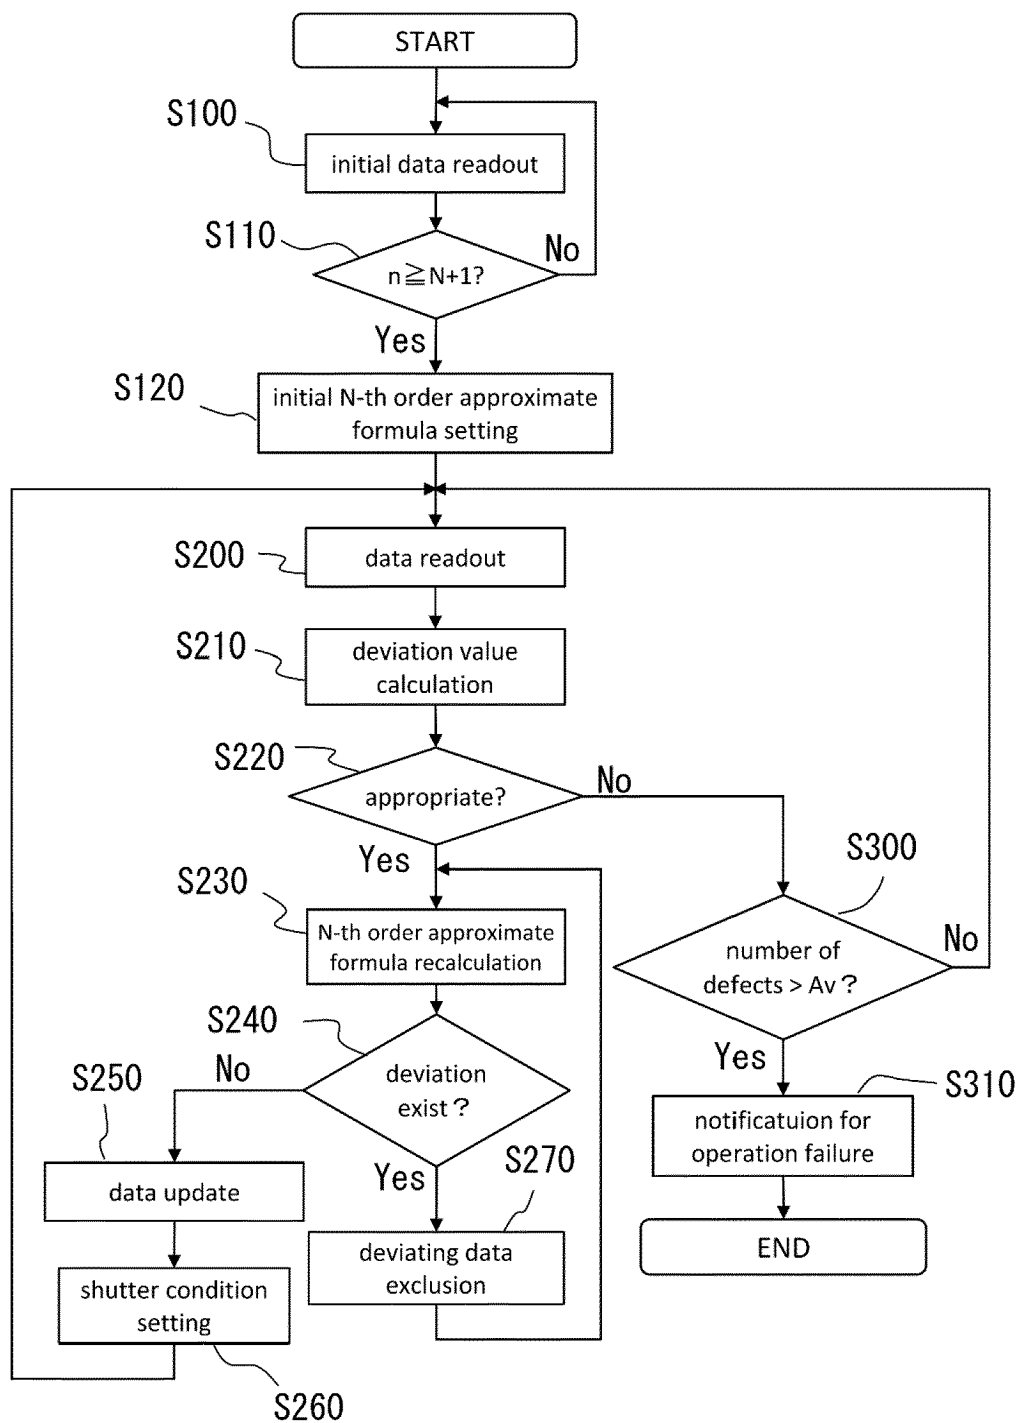 START
S100
initial data readout
S110
n≧N+1?
No
Yes
S120
initial N-th order approximate
formula setting
S200
data readout
S210
deviation value
calculation
S220
appropriate?
No
Yes
S230
N-th order approximate
formula recalculation
S240
deviation
exist?
No
Yes
S250
data update
shutter condition
setting
S260
S270
deviating data
exclusion
S300
number of
defects > Av?
No
Yes
S310
notificatuion for
operation failure
END